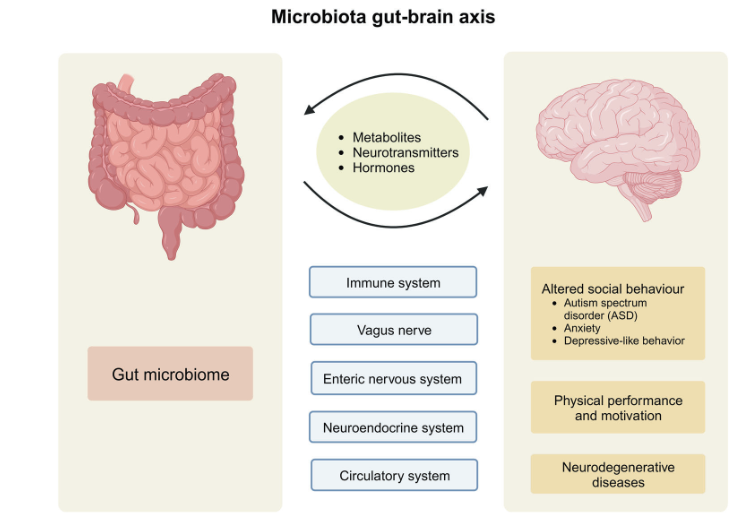 Microbiota gut-brain axis
• Metabolites
• Neurotransmitters
• Hormones
Immune system
Vagus nerve
Enteric nervous system
Neuroendocrine system
Circulatory system
Gut microbiome
Altered social behaviour
• Autism spectrum
disorder (ASD)
• Anxiety
• Depressive-like behavior
Physical performance
and motivation
Neurodegenerative
diseases